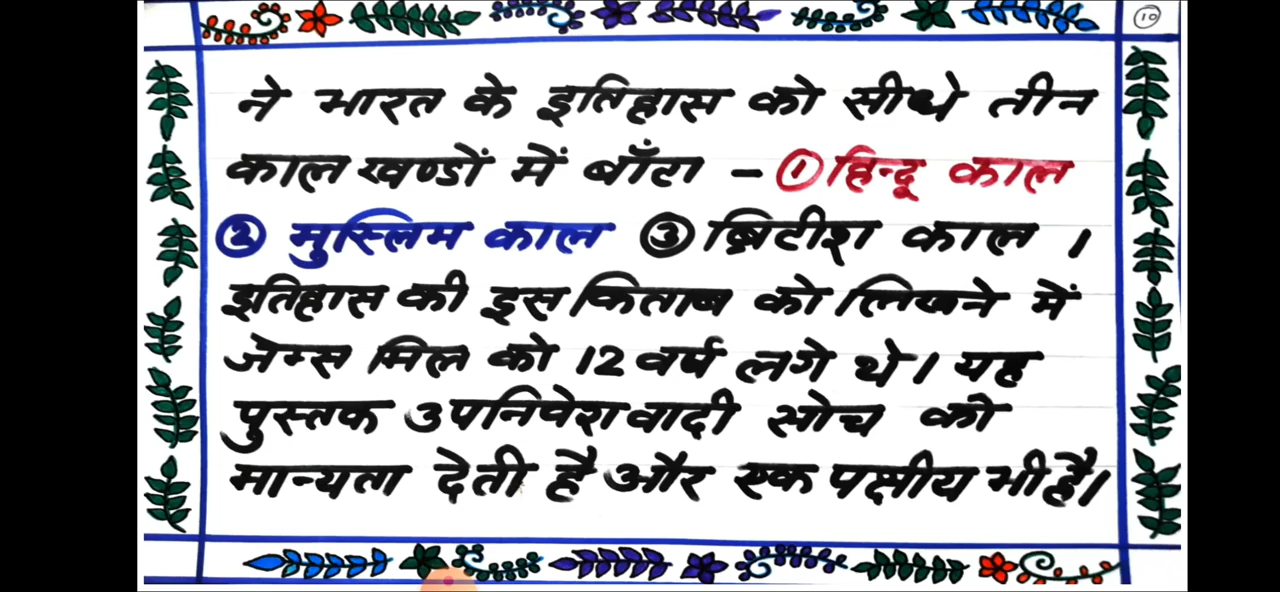 10
ने भारत के इतिहास को सीधे तीन
काल खण्डों में बाँटा - ① हिन्दू काल
② मुस्लिम काल ③ ब्रिटीश काल ।
इतिहास की इस किताब को लिखने में
जेम्स मिल को 12 वर्ष लगे थे। यह
पुस्तक उपनिवेशवादी सोच को
मान्यता देती है और एक पक्षीय भी है।